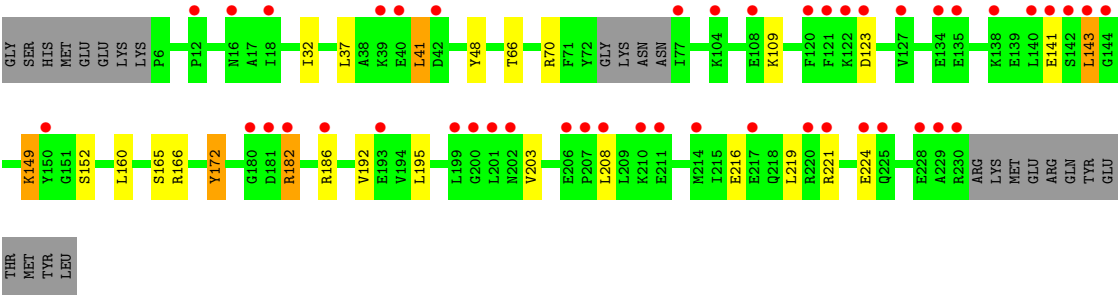 GLY SER HIS MET GLU GLU LYS LYS P6 P12 N16 A17 I18 I32 L37 A38 K39 E40 L41 D42 Y48 T66 R70 F71 Y72 GLY LYS ASN ASN I77 K104 E108 K109 F120 F121 K122 D123 V127 E134 E135 K138 E139 L140 E141 S142 L143 G144
K149 Y150 G151 S152 L160 S165 R166 Y172 G180 D181 R182 R186 V192 E193 V194 L195 L199 G200 L201 N202 V203 E206 P207 L208 L209 K210 E211 M214 I215 E216 E217 Q218 L219 R220 R221 E224 Q225 E228 A229 R230 ARG LYS MET GLU ARG GLN TYR GLU
THR MET TYR LEU